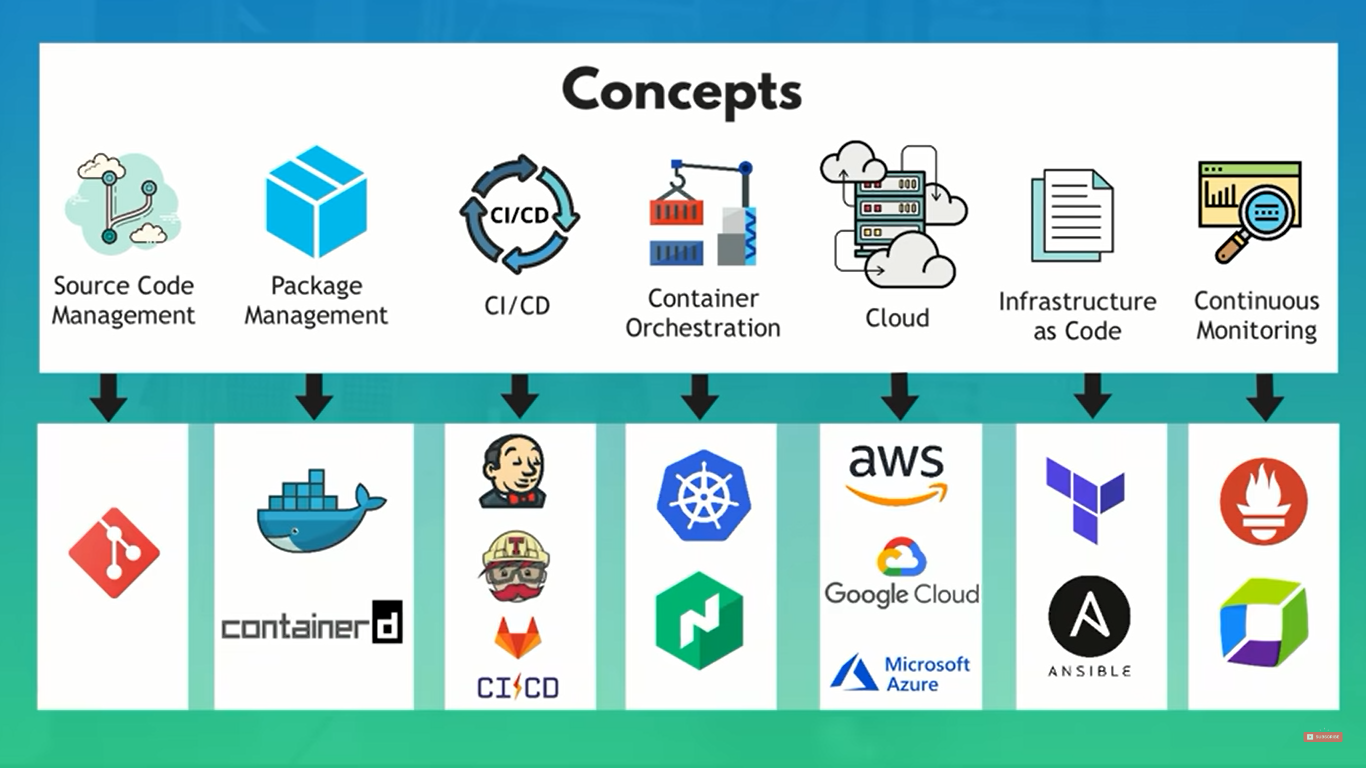 Concepts
CI/CD
Source Code
Management
Package
Management
CI/CD
Container
Orchestration
Cloud
Infrastructure
as Code
Continuous
Monitoring
containerd
T
CI/CD
aws
Google Cloud
Microsoft
Azure
A
ANSIBLE
SUBSCRIBE